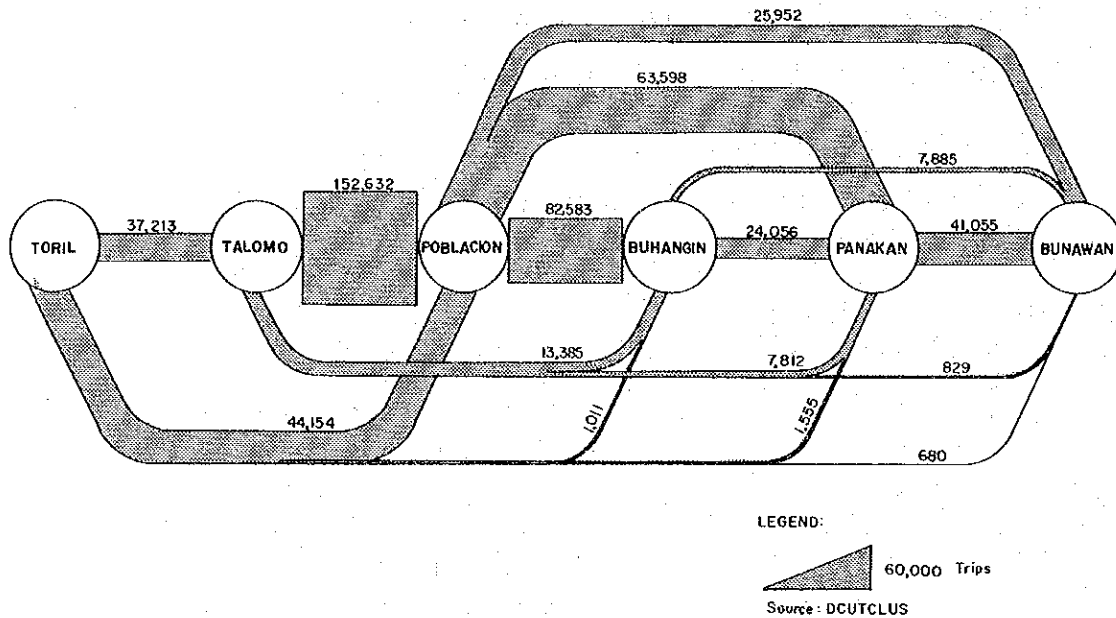 25,952
63,598
7,885
152,632
37,213
82,583
24,056
41,055
TORIL
TALOMO
POBLACION
BUHANGIN
PANAKAN
BUNAWAN
13,385
7,812
829
44,154
1,011
1,555
680
LEGEND:
60,000 Trips
Source : DCUTCLUS